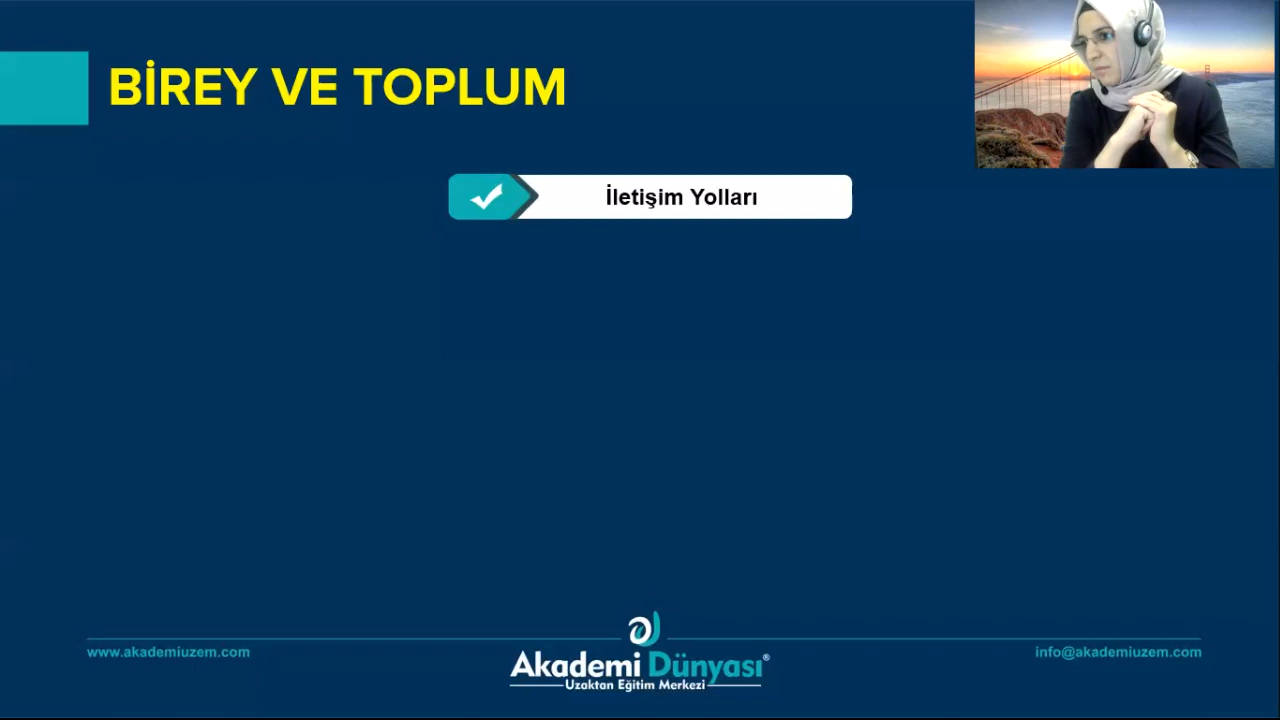 BİREY VE TOPLUM
İletişim Yolları
www.akademiuzem.com
Akademi Dünyası®
Uzaktan Eğitim Merkezi
info@akademiuzem.com